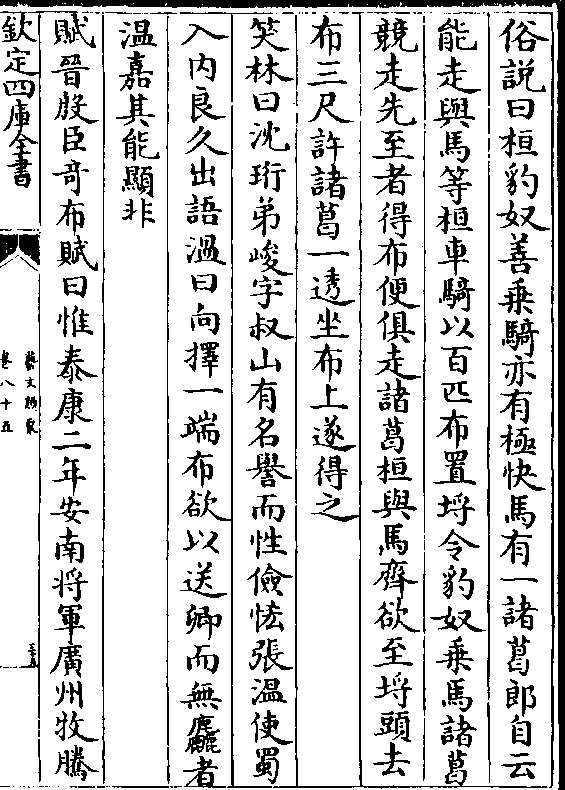 俗說曰桓豹奴善乗騎亦有極快馬有一諸葛郎自云
能走與馬等桓車騎以百匹布置埒令豹奴乗馬諸葛
競走先至者得布便俱走諸葛桓與馬齊欲至埒頭去
布三尺許諸葛一透坐布上遂得之
笑林曰沈珩弟峻字叔山有名譽而性儉恡張溫使蜀
入内良久出語溫曰向擇一端布欲以送卿而無麤者
温嘉其能顯非
賦晉殷臣竒布賦曰惟泰康二年安南将軍廣州牧騰
欽定四庫全書
藝文類聚
卷八十五